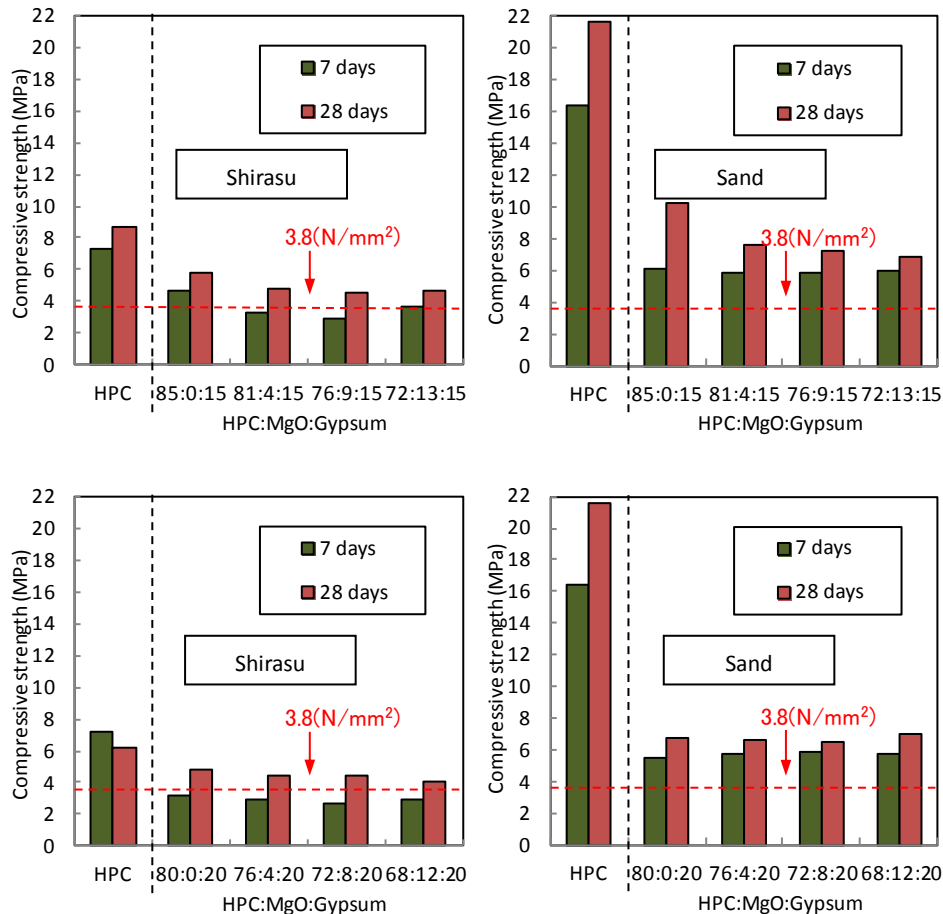 Compressive strength (MPa)
22
20
18
16
14
12
10
8
6
4
2
0
7 days
28 days
Shirasu
3.8(N/mm²)
HPC 85:0:15 81:4:15 76:9:15 72:13:15
HPC:MgO:Gypsum
Compressive strength (MPa)
22
20
18
16
14
12
10
8
6
4
2
0
7 days
28 days
Sand
3.8(N/mm²)
HPC 85:0:15 81:4:15 76:9:15 72:13:15
HPC:MgO:Gypsum
Compressive strength (MPa)
22
20
18
16
14
12
10
8
6
4
2
0
7 days
28 days
Shirasu
3.8(N/mm²)
HPC 80:0:20 76:4:20 72:8:20 68:12:20
HPC:MgO:Gypsum
Compressive strength (MPa)
22
20
18
16
14
12
10
8
6
4
2
0
7 days
28 days
Sand
3.8(N/mm²)
HPC 80:0:20 76:4:20 72:8:20 68:12:20
HPC:MgO:Gypsum